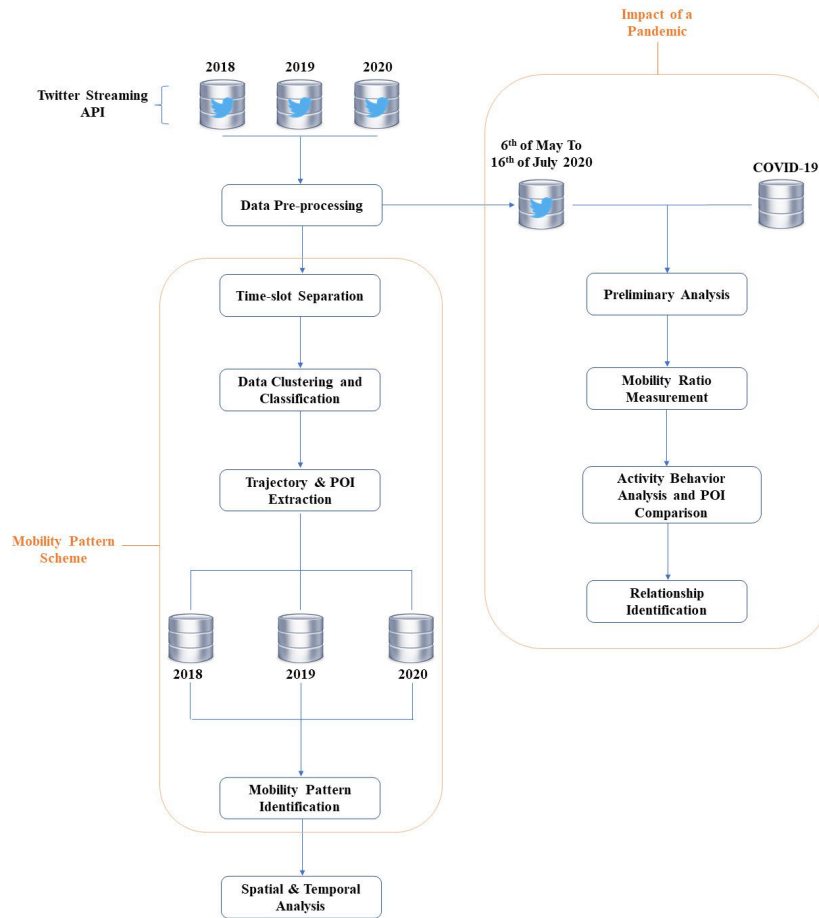 Impact of a
Pandemic
2018
2019
2020
Twitter Streaming
API
6th of May To
16th of July 2020
COVID-19
Data Pre-processing
Time-slot Separation
Preliminary Analysis
Data Clustering and
Classification
Mobility Ratio
Measurement
Trajectory & POI
Extraction
Activity Behavior
Analysis and POI
Comparison
Mobility Pattern
Scheme
Relationship
Identification
2018
2019
2020
Mobility Pattern
Identification
Spatial & Temporal
Analysis